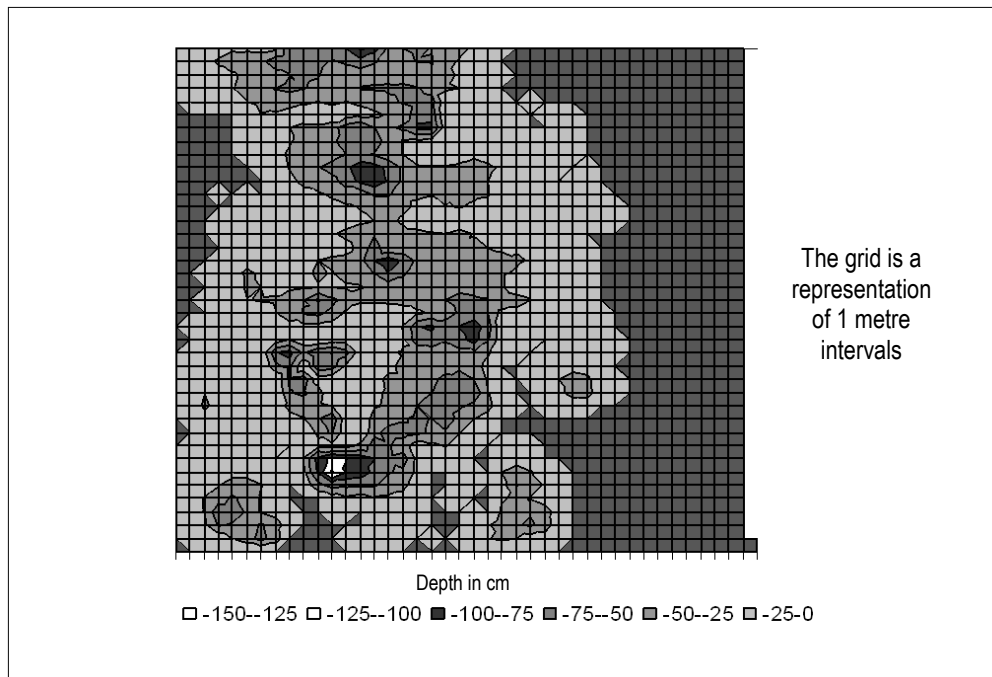 The grid is a
representation
of 1 metre
intervals
Depth in cm
-150--125 -125--100 -100--75 -75--50 -50--25 -25-0